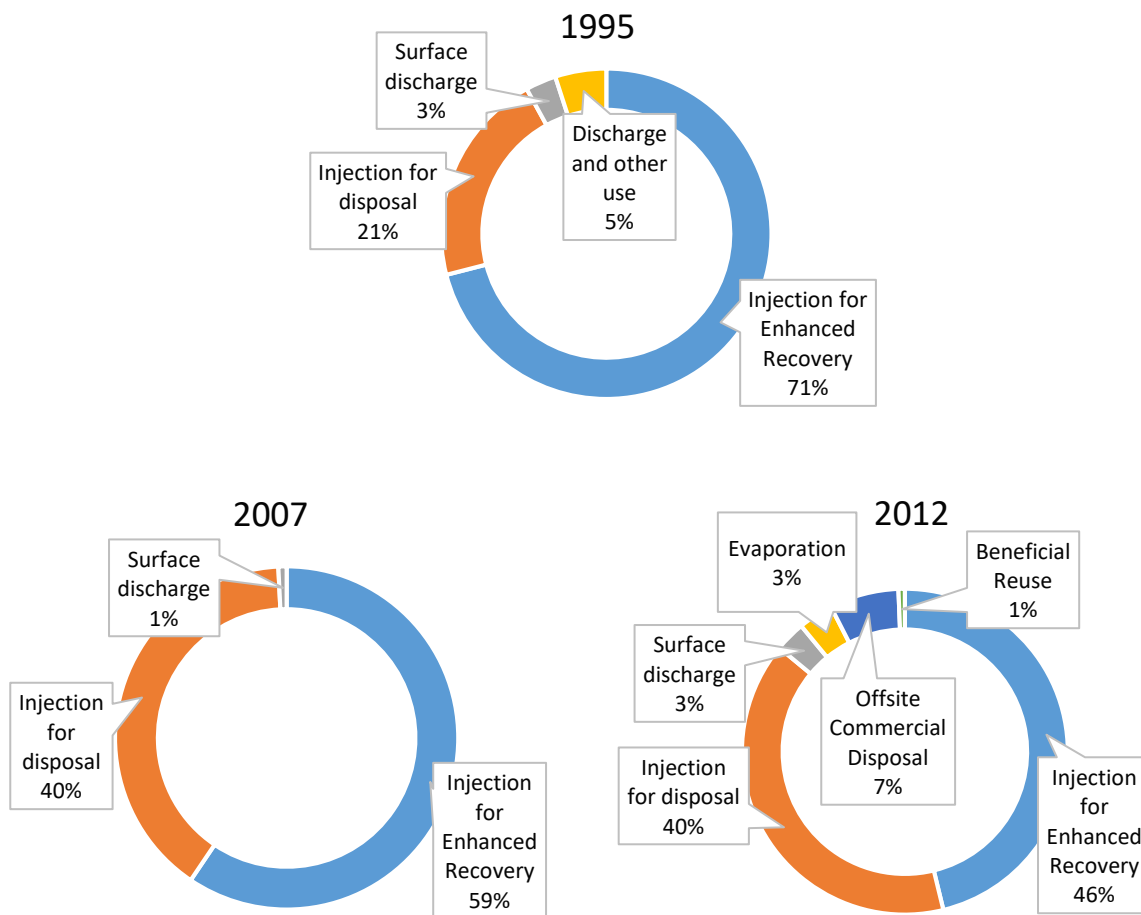 1995
Surface
discharge
3%
Discharge
and other
use
5%
Injection for
disposal
21%
Injection for
Enhanced
Recovery
71%
2007
Surface
discharge
1%
Injection
for
disposal
40%
Injection
for
Enhanced
Recovery
59%
2012
Evaporation
3%
Beneficial
Reuse
1%
Surface
discharge
3%
Offsite
Commercial
Disposal
7%
Injection
for disposal
40%
Injection
for
Enhanced
Recovery
46%